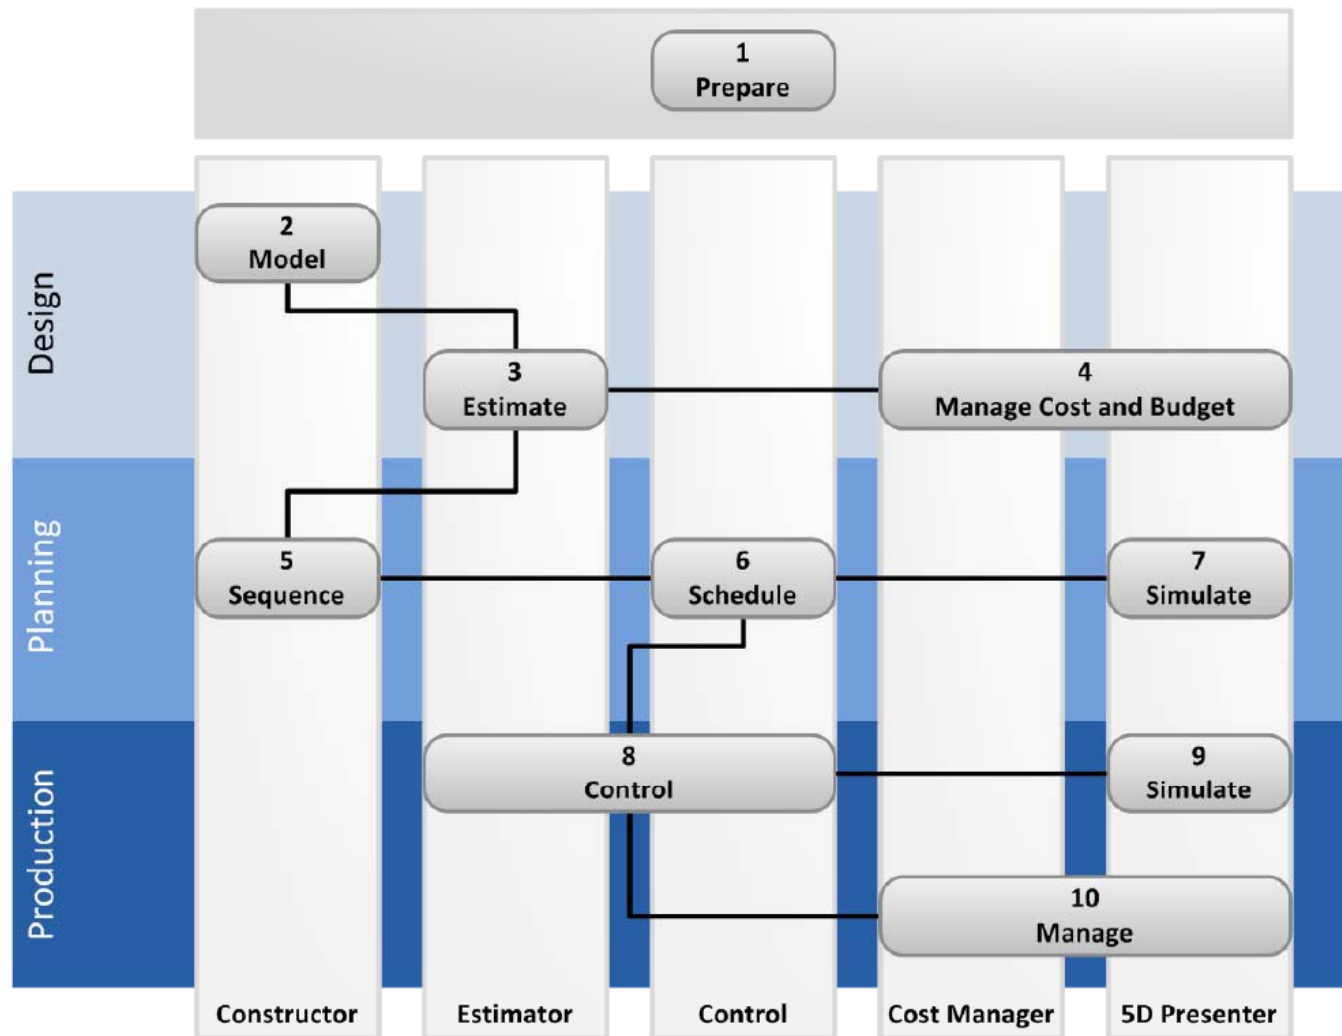 1
Prepare
Design
2
Model
3
Estimate
4
Manage Cost and Budget
Planning
5
Sequence
6
Schedule
7
Simulate
Production
8
Control
9
Simulate
10
Manage
Constructor
Estimator
Control
Cost Manager
5D Presenter